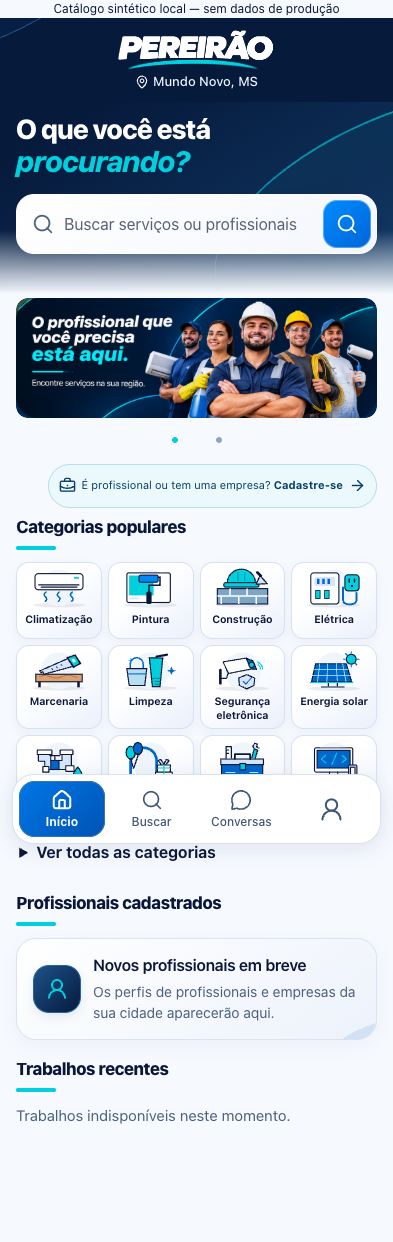 Catálogo sintético local — sem dados de produção
PEREIRÃO
Mundo Novo, MS
O que você está
procurando?
Buscar serviços ou profissionais
O profissional que
você precisa
está aqui.
Encontre serviços na sua região.
É profissional ou tem uma empresa? Cadastre-se
Categorias populares
Climatização
Pintura
Construção
Elétrica
Marcenaria
Limpeza
Segurança
eletrônica
Energia solar
Início
Buscar
Conversas
Ver todas as categorias
Profissionais cadastrados
Novos profissionais em breve
Os perfis de profissionais e empresas da
sua cidade aparecerão aqui.
Trabalhos recentes
Trabalhos indisponíveis neste momento.